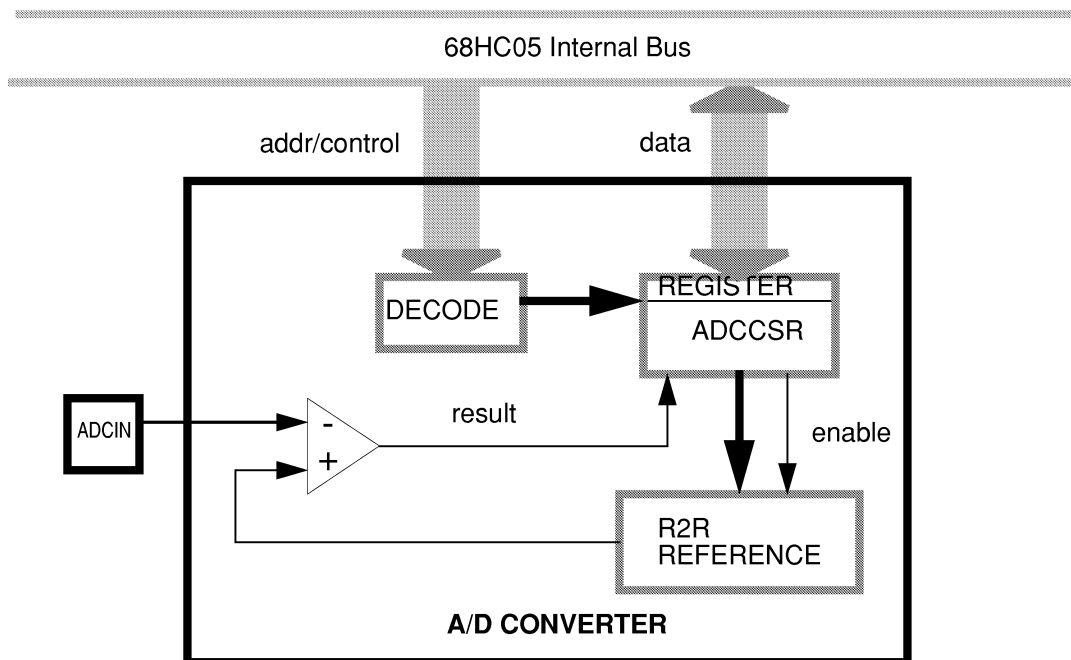 68HC05 Internal Bus
addr/control
data
REGISTER
DECODE
ADCCSR
result
ADCIN
-
+
enable
R2R
REFERENCE
A/D CONVERTER